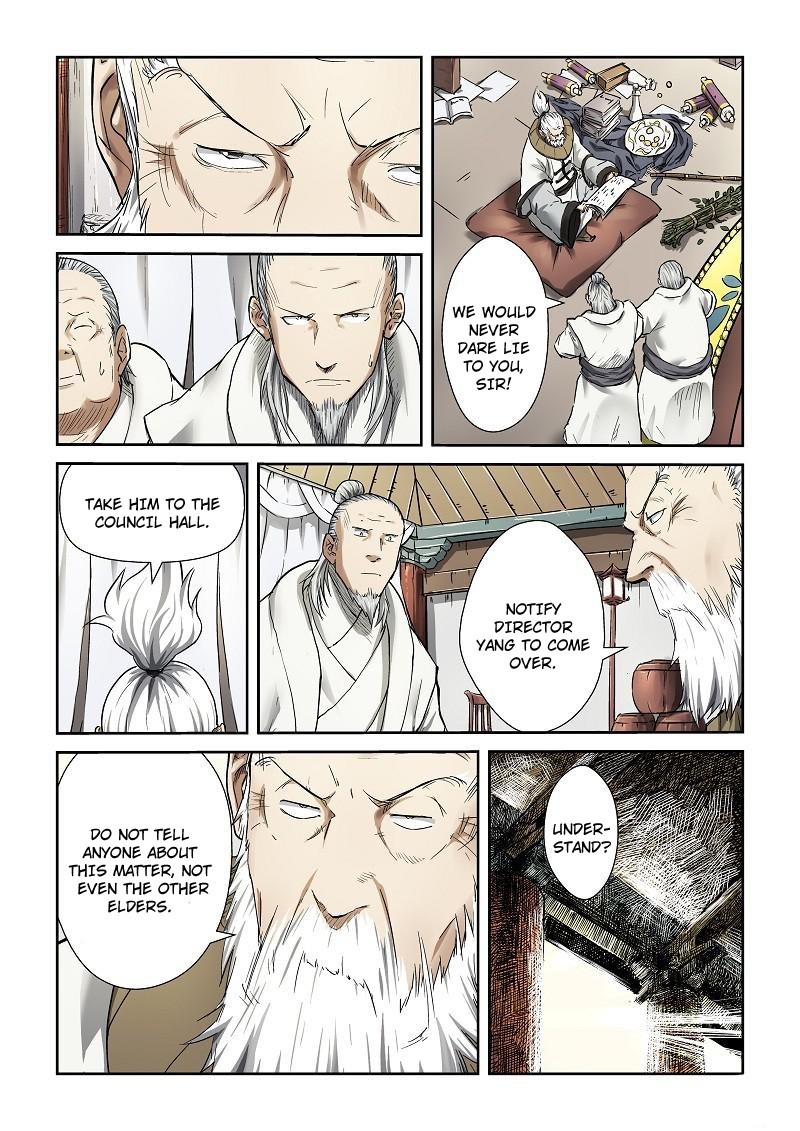 WE WOULD
NEVER
DARE LIE
TO YOU,
SIR!
TAKE HIM TO THE
COUNCIL HALL.
NOTIFY
DIRECTOR
YANG TO COME
OVER.
DO NOT TELL
ANYONE ABOUT
THIS MATTER, NOT
EVEN THE OTHER
ELDERS.
UNDER-
STAND?